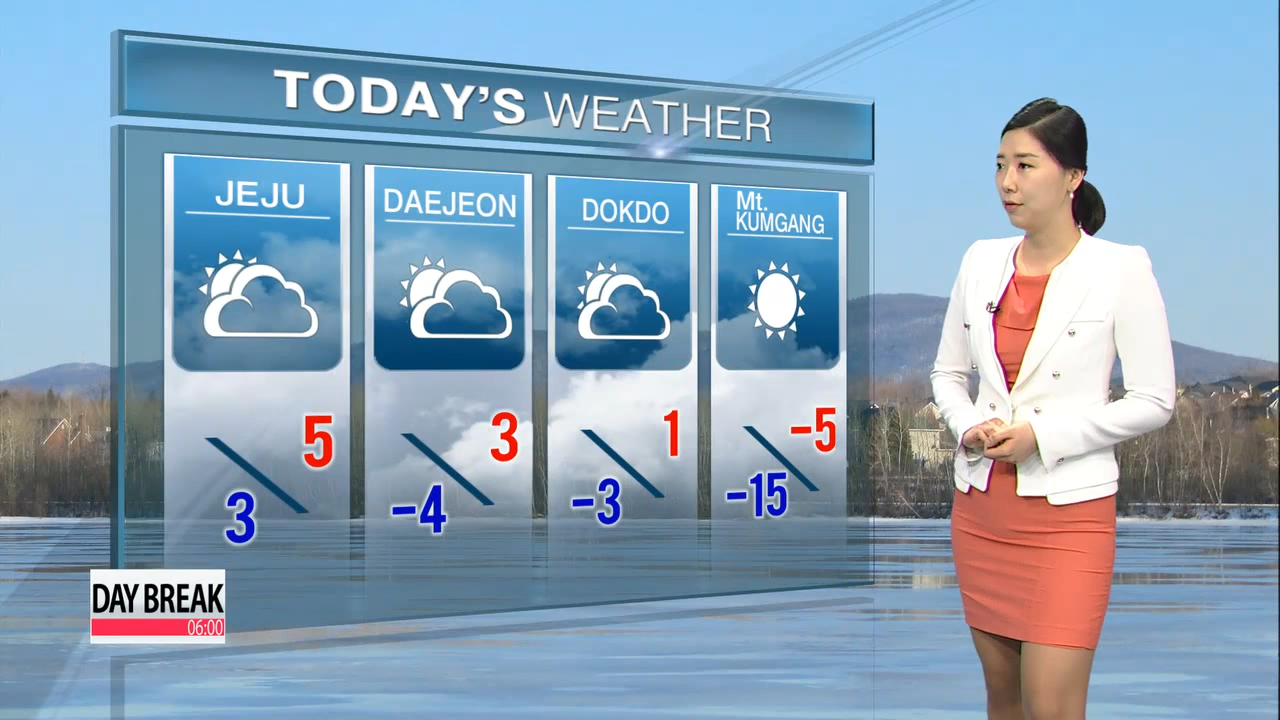 TODAY'S WEATHER
JEJU
5
3
DAEJEON
3
-4
DOKDO
1
-3
Mt.
KUMGANG
-5
-15
DAY BREAK
06:00